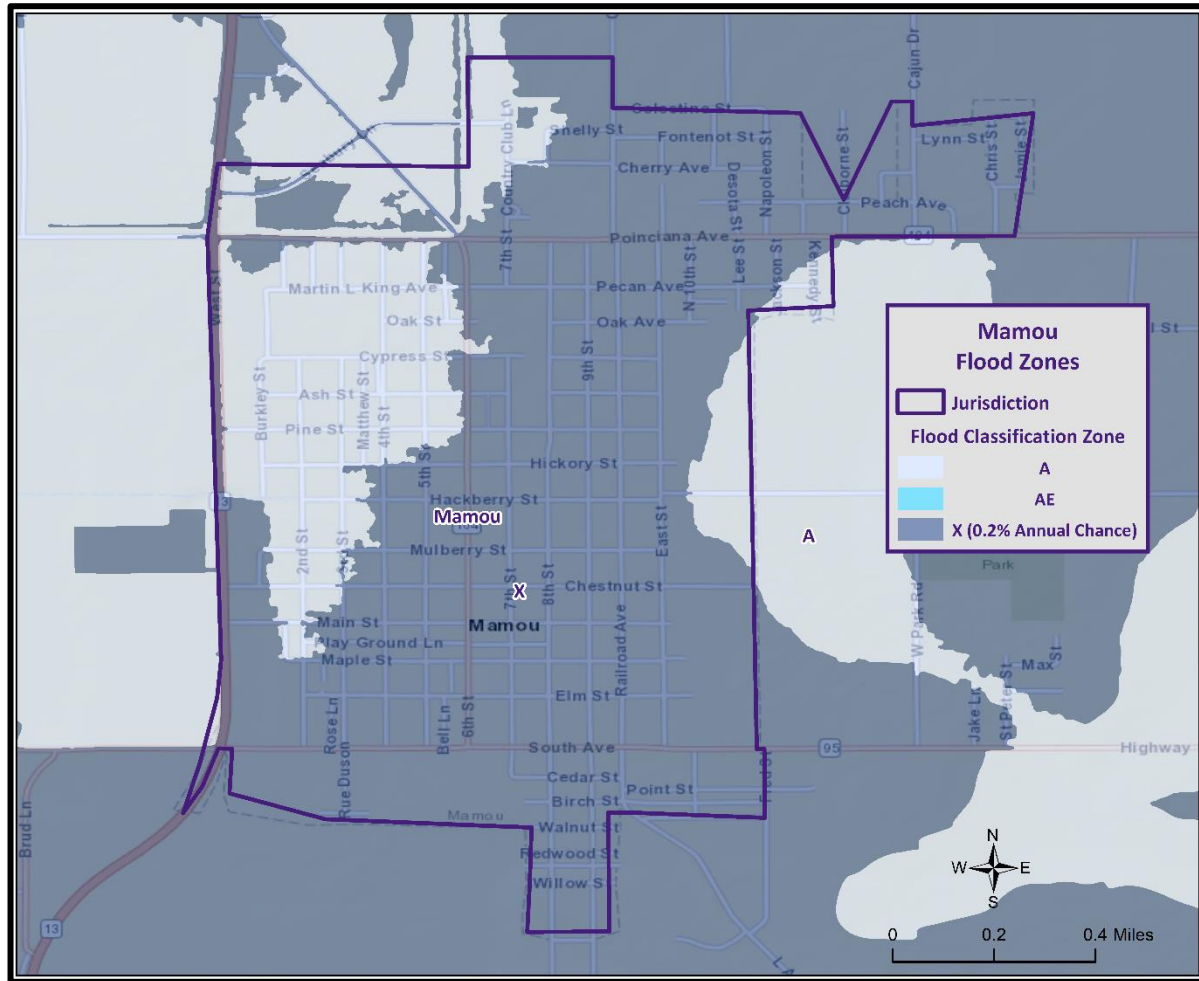 Cajun Dr
Celestine St
Shelly St
Fontenot St
Lynn St
Country Club Ln
Cherry Ave
Chris St
Jamie St
Desota St
Napoleon St
Peach Ave
7th St
Poinciana Ave
104
West St
Martin L King Ave
Pecan Ave
N 10th St
Lee St
Kennedy St
Oak St
Oak Ave
Mamou
Flood Zones
Jurisdiction
Flood Classification Zone
A
AE
X (0.2% Annual Chance)
Cypress St
9th St
Burkley St
Ash St
Matthew St
4th St
Pine St
5th St
Hickory St
Hackberry St
Mamou
A
2nd St
3rd St
Mulberry St
East St
Park
7th St
8th St
Chestnut St
X
Main St
Mamou
Play Ground Ln
Railroad Ave
W Park Rd
Maple St
Max St
Elm St
Rose Ln
Bell Ln
6th St
Jake Ln
St Peter St
South Ave
95
Highway
Cedar St
Rue Duson
Point St
Birch St
Mamou
Walnut St
Brud Ln
Redwood St
Willow S
N
W E
S
13
0 0.2 0.4 Miles